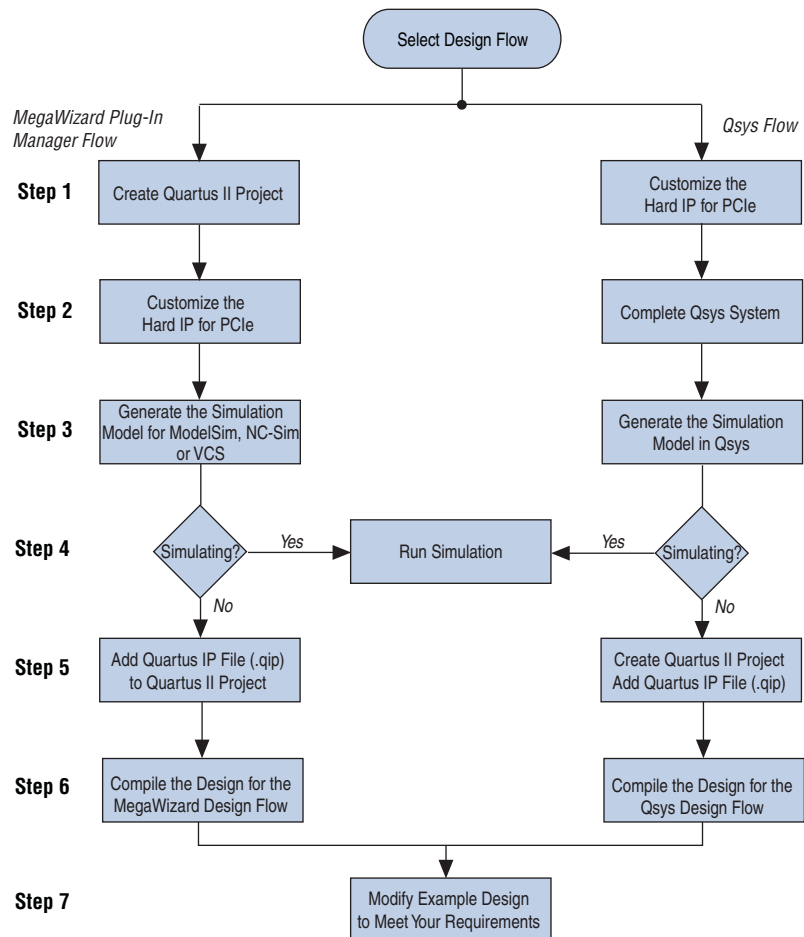 Select Design Flow
MegaWizard Plug-In
Manager Flow
Qsys Flow
Step 1
Create Quartus II Project
Customize the
Hard IP for PCIe
Step 2
Customize the
Hard IP for PCIe
Complete Qsys System
Step 3
Generate the Simulation
Model for ModelSim, NC-Sim
or VCS
Generate the Simulation
Model in Qsys
Step 4
Simulating?
Yes
Run Simulation
Yes
Simulating?
No
No
Step 5
Add Quartus IP File (.qip)
to Quartus II Project
Create Quartus II Project
Add Quartus IP File (.qip)
Step 6
Compile the Design for the
MegaWizard Design Flow
Compile the Design for the
Qsys Design Flow
Step 7
Modify Example Design
to Meet Your Requirements